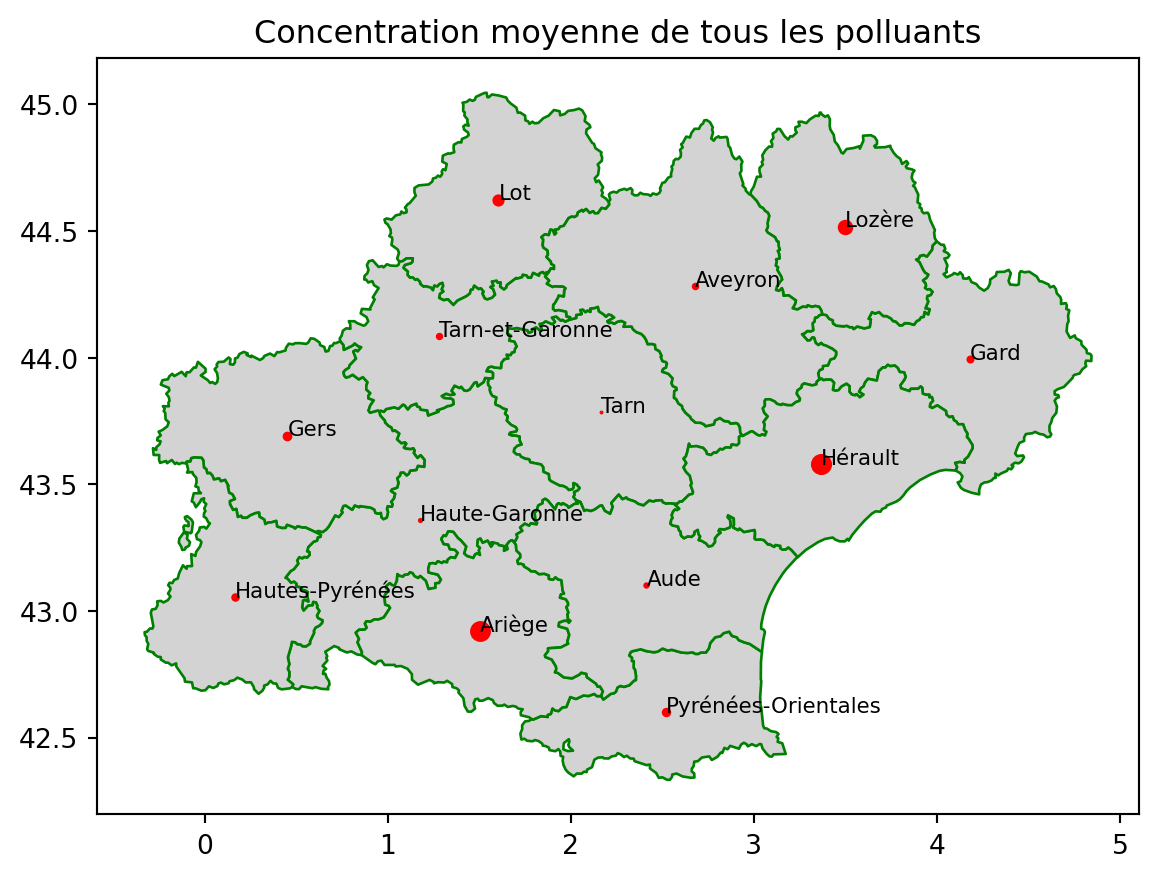 Concentration moyenne de tous les polluants
45.0
44.5
44.0
43.5
43.0
42.5
Lot
Lozère
Aveyron
Tarn-et-Garonne
Gard
Tarn
Gers
Hérault
Haute-Garonne
Aude
Hautes-Pyrénées
Ariège
Pyrénées-Orientales
0 1 2 3 4 5